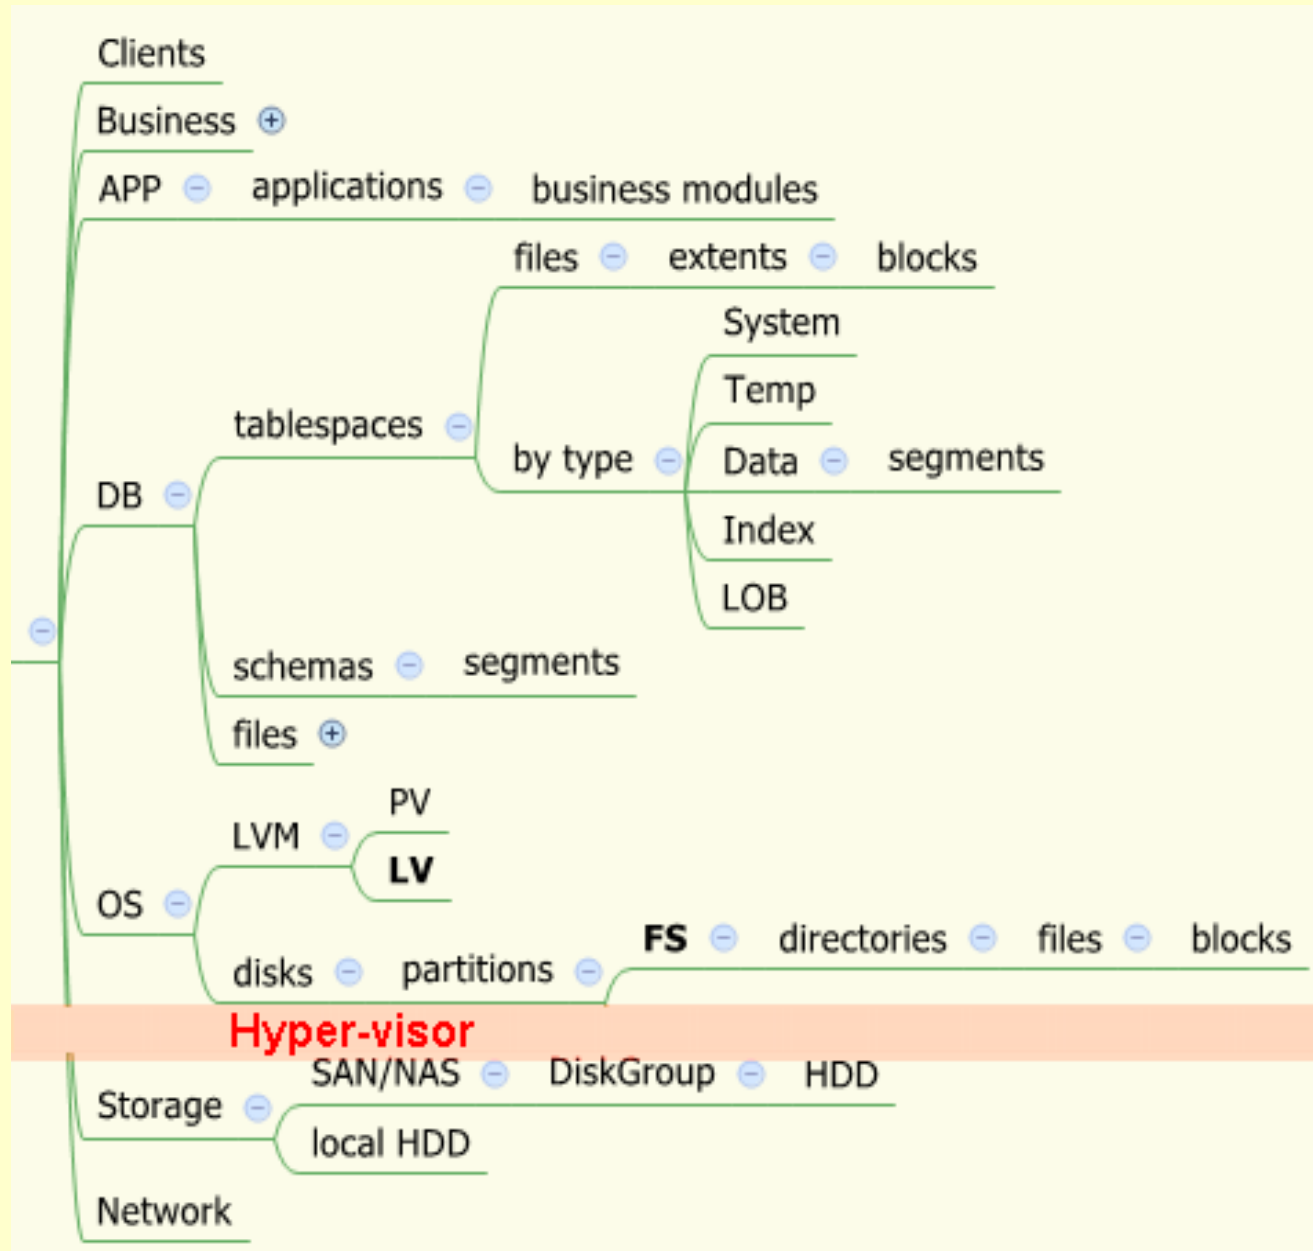 Clients
Business
APP applications business modules
files extents blocks
System
Temp
tablespaces
by type Data segments
DB
Index
LOB
schemas segments
files
PV
LVM
LV
OS
FS directories files blocks
disks partitions
Hyper-visor
SAN/NAS DiskGroup HDD
Storage
local HDD
Network